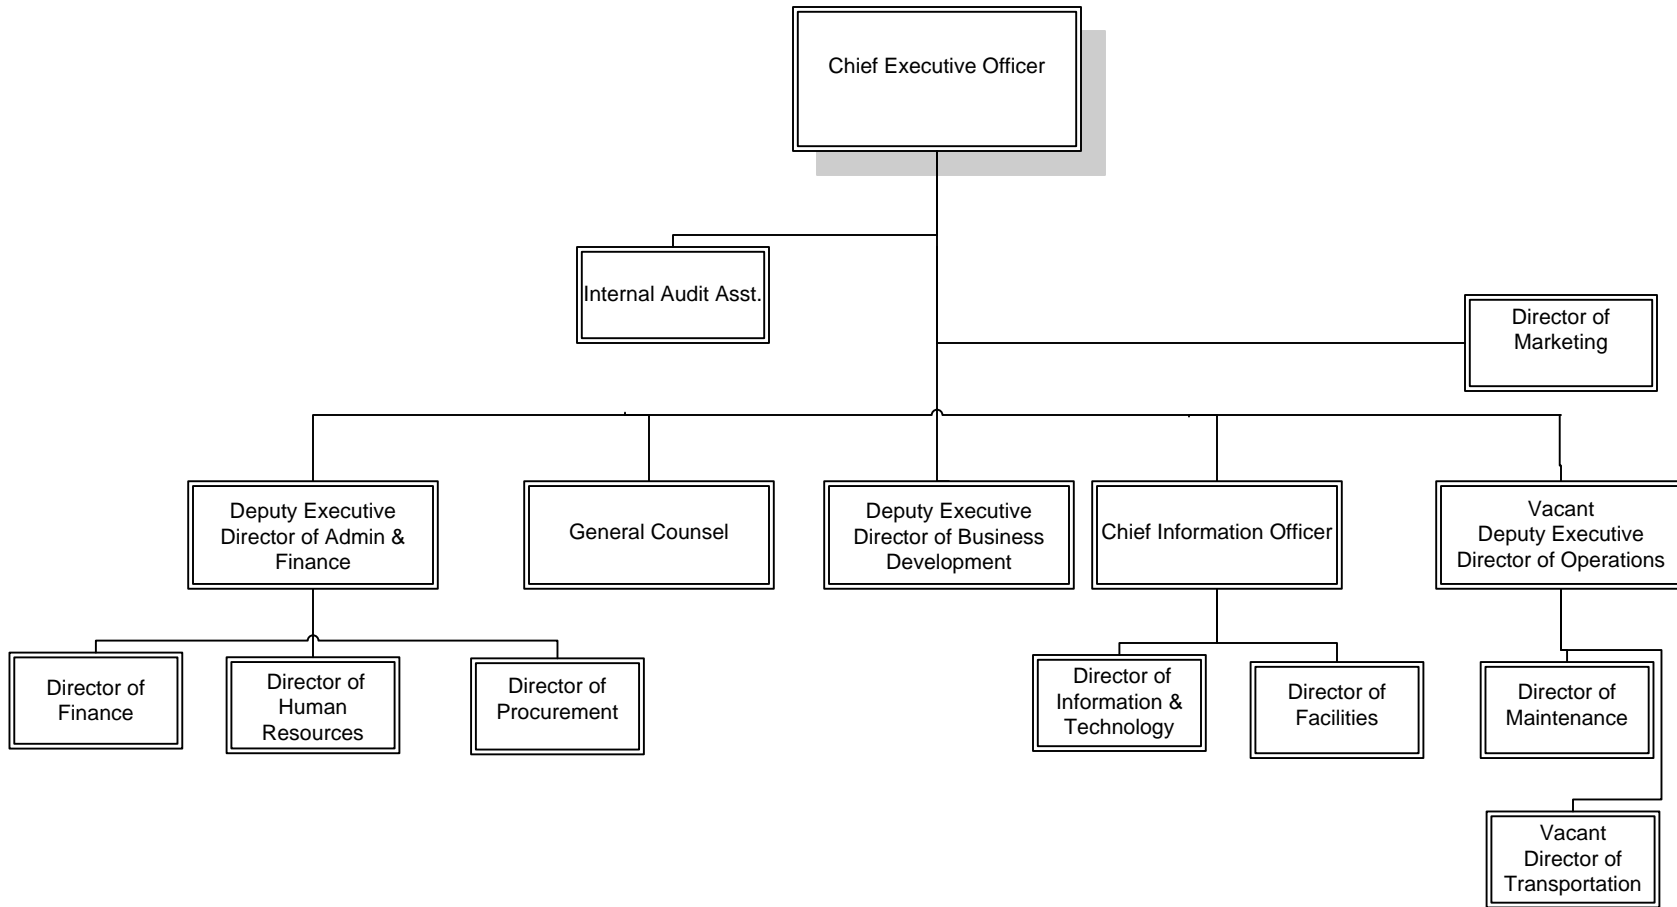 Chief Executive Officer
Internal Audit Asst.
Director of
Marketing
Deputy Executive
Director of Admin &
Finance
General Counsel
Deputy Executive
Director of Business
Development
Chief Information Officer
Vacant
Deputy Executive
Director of Operations
Director of
Finance
Director of
Human
Resources
Director of
Procurement
Director of
Information &
Technology
Director of
Facilities
Director of
Maintenance
Vacant
Director of
Transportation